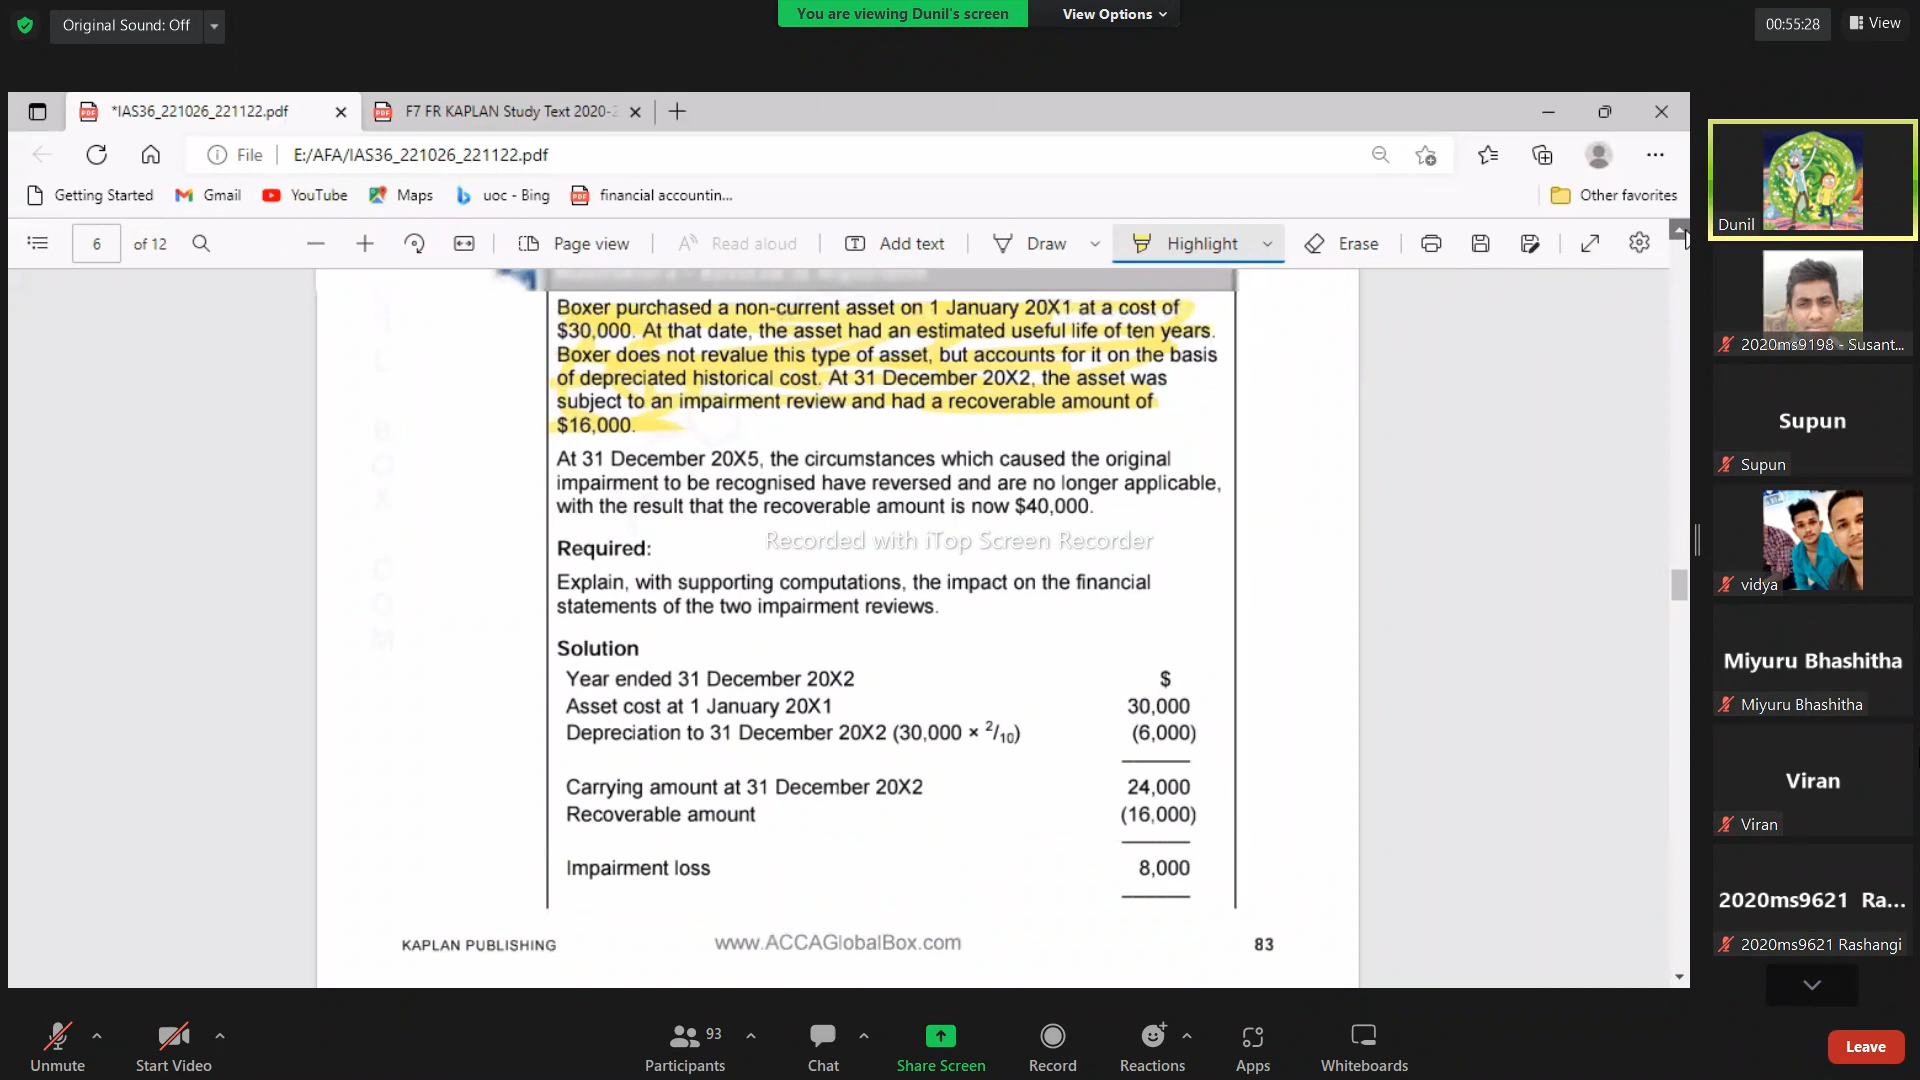 Original Sound: Off
You are viewing Dunil's screen
View Options
00:55:28
View
*IAS36_221026_221122.pdf
F7 FR KAPLAN Study Text 2020-
File
E:/AFA/IAS36_221026_221122.pdf
Getting Started
Gmail
YouTube
Maps
uoc - Bing
financial accountin...
Other favorites
6
of 12
Page view
Read aloud
Add text
Draw
Highlight
Erase
Boxer purchased a non-current asset on 1 January 20X1 at a cost of
$30,000. At that date, the asset had an estimated useful life of ten years.
Boxer does not revalue this type of asset, but accounts for it on the basis
of depreciated historical cost. At 31 December 20X2, the asset was
subject to an impairment review and had a recoverable amount of
$16,000.
At 31 December 20X5, the circumstances which caused the original
impairment to be recognised have reversed and are no longer applicable,
with the result that the recoverable amount is now $40,000.
Recorded with iTop Screen Recorder
Required:
Explain, with supporting computations, the impact on the financial
statements of the two impairment reviews.
Solution
Year ended 31 December 20X2 $
Asset cost at 1 January 20X1 30,000
Depreciation to 31 December 20X2 (30,000 × 2/10) (6,000)
Carrying amount at 31 December 20X2 24,000
Recoverable amount (16,000)
Impairment loss 8,000
KAPLAN PUBLISHING
www.ACCAGlobalBox.com
83
Dunil
2020ms9198 - Susant...
Supun
Supun
vidya
Miyuru Bhashitha
Miyuru Bhashitha
Viran
Viran
2020ms9621 Ra...
2020ms9621 Rashangi
Unmute
Start Video
93
Participants
Chat
Share Screen
Record
Reactions
Apps
Whiteboards
Leave